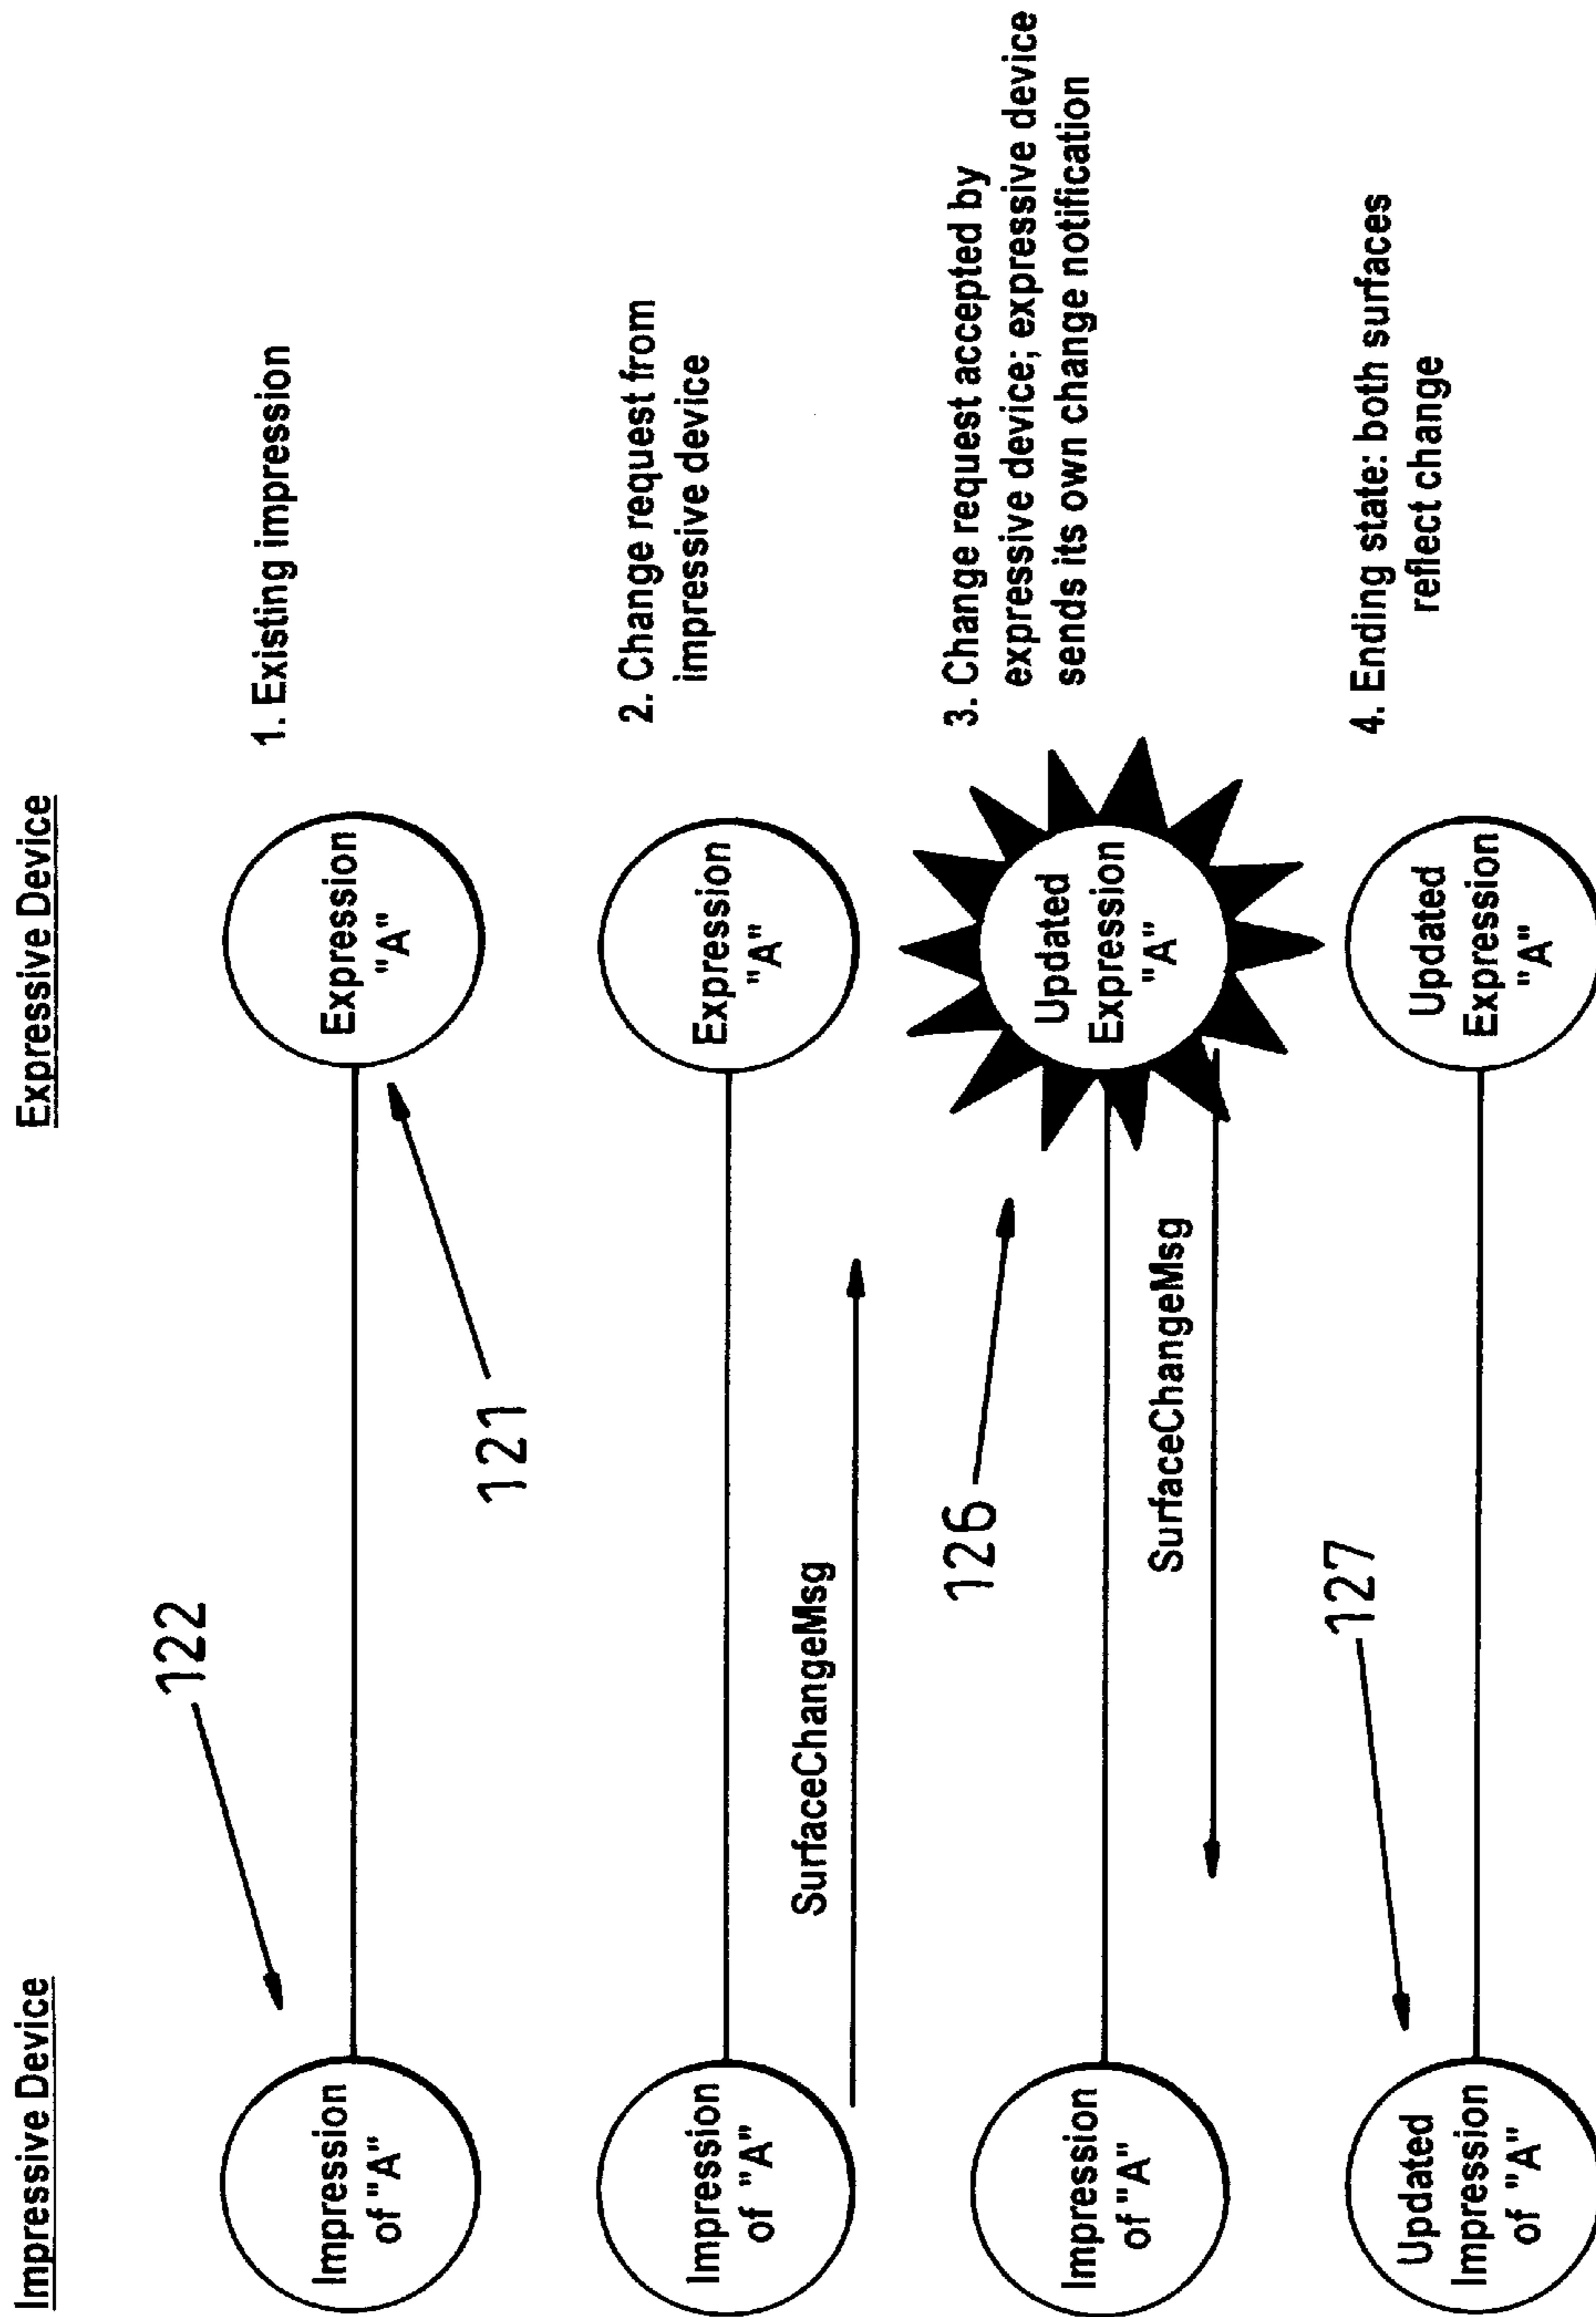 Impressive Device
Expressive Device
122
Impression
of "A"
Expression
"A"
1. Existing impression
121
Impression
of "A"
Expression
"A"
2. Change request from
impressive device
SurfaceChangeMsg
126
Impression
of "A"
Updated
Expression
"A"
3. Change request accepted by
expressive device; expressive device
sends its own change notification
SurfaceChangeMsg
127
Updated
Impression
of "A"
Updated
Expression
"A"
4. Ending state: both surfaces
reflect change